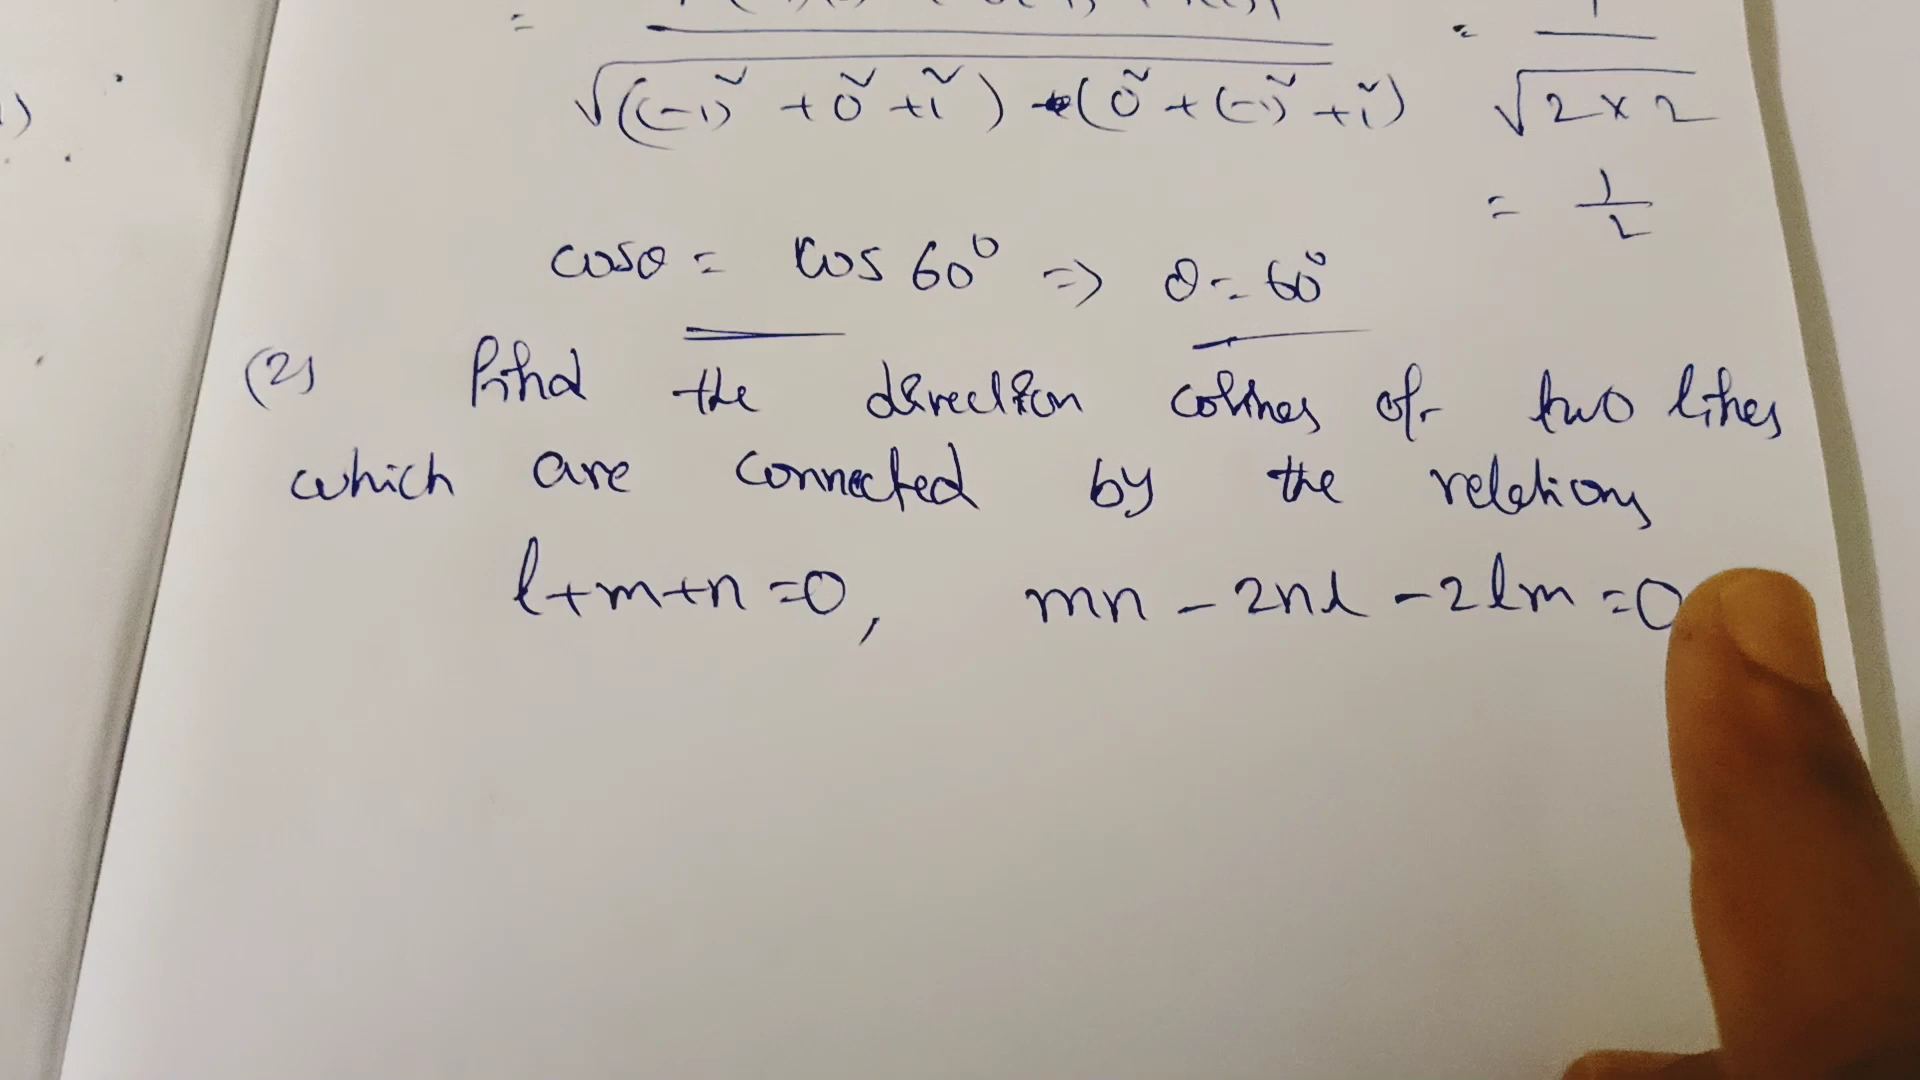 = =
√((-1)² + 0² + 1²) (0² + (-1)² + 1²) √2×2
= 1/2
cosθ = cos 60° => θ = 60°
(2) Find the direction cosines of two lines
which are connected by the relations
l+m+n=0, mn - 2nl - 2lm = 0